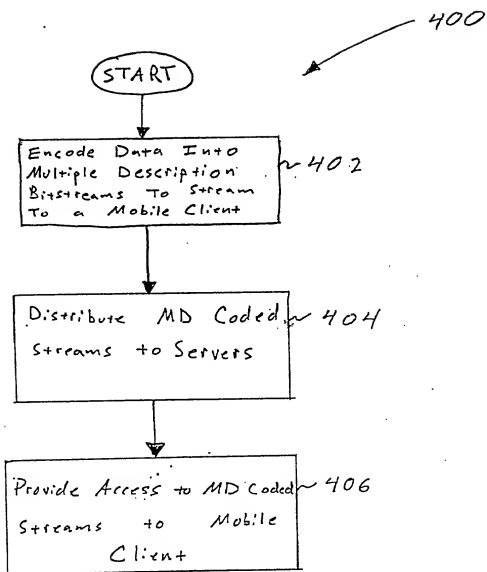 400
START
Encode Data Into
Multiple Description
Bitstreams To Stream
To a Mobile Client
402
Distribute MD Coded
Streams to Servers
404
Provide Access to MD Coded
Streams to Mobile
Client
406